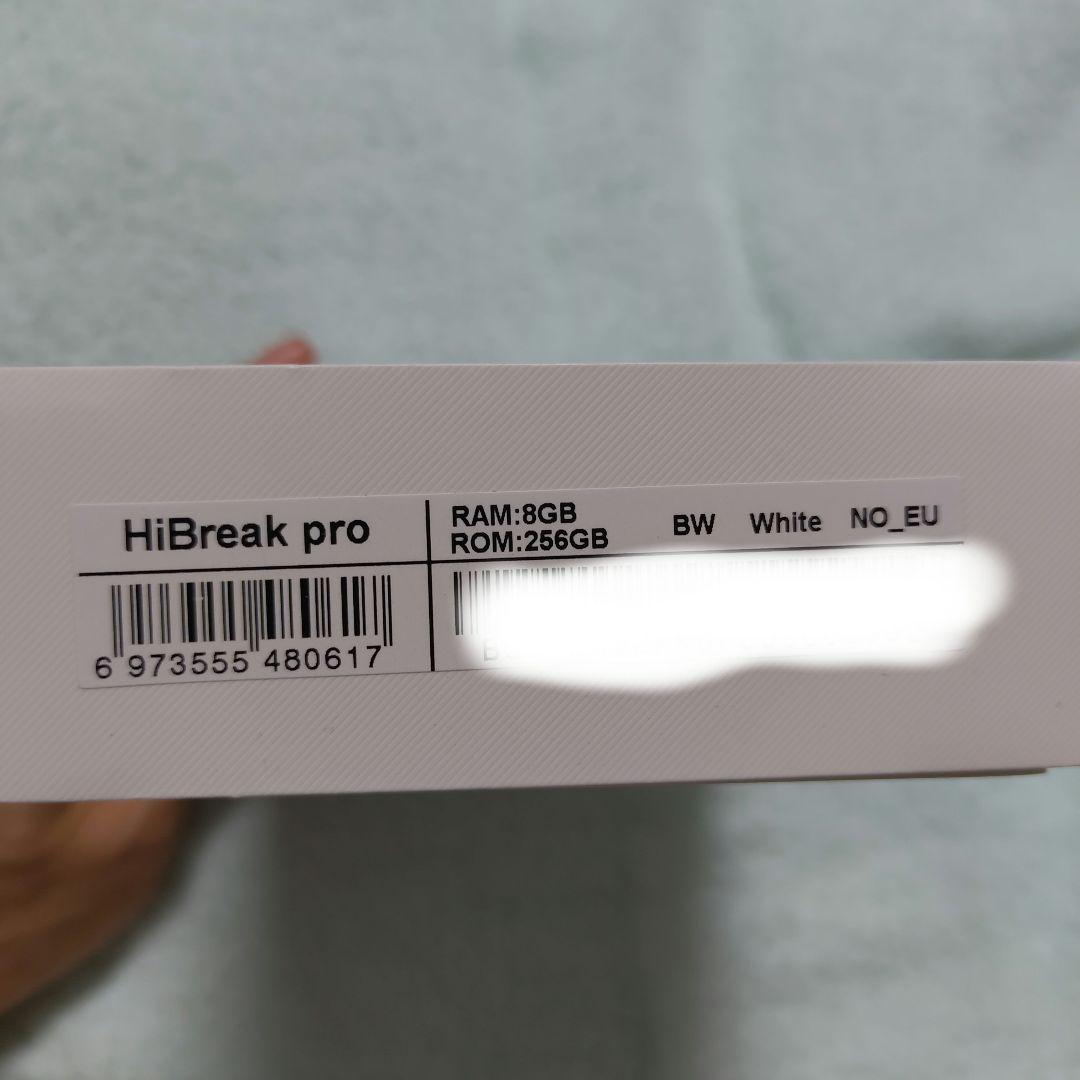 HiBreak pro
RAM:8GB
ROM:256GB
BW White NO_EU
6 973555 480617